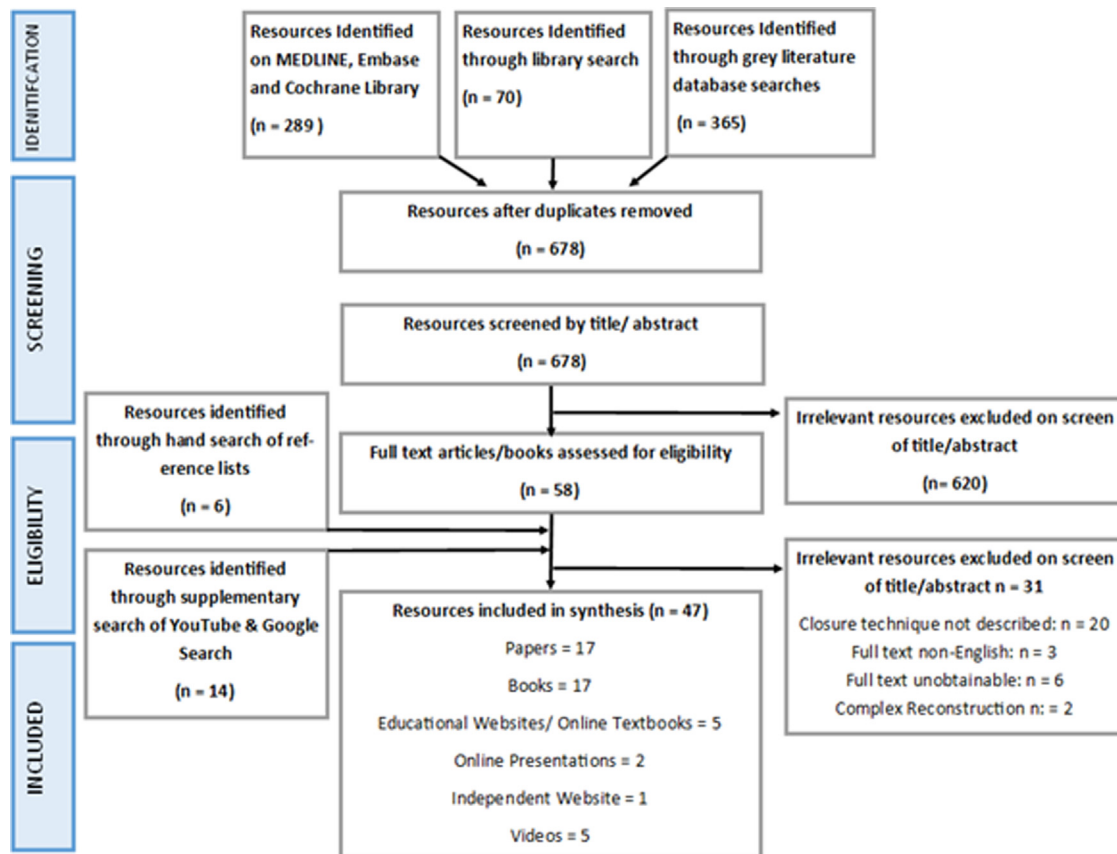 IDENITIFCATION
Resources Identified
on MEDLINE, Embase
and Cochrane Library
(n = 289 )
Resources Identified
through library search
(n = 70)
Resources Identified
through grey literature
database searches
(n = 365)
SCREENING
Resources after duplicates removed
(n = 678)
Resources screened by title/ abstract
(n = 678)
Irrelevant resources excluded on screen
of title/abstract
(n= 620)
ELIGIBILITY
Resources identified
through hand search of ref-
erence lists
(n = 6)
Full text articles/books assessed for eligibility
(n = 58)
Resources identified
through supplementary
search of YouTube & Google
Search
(n = 14)
Irrelevant resources excluded on screen
of title/abstract n = 31
Closure technique not described: n = 20
Full text non-English: n = 3
Full text unobtainable: n = 6
Complex Reconstruction n: = 2
INCLUDED
Resources included in synthesis (n = 47)
Papers = 17
Books = 17
Educational Websites/ Online Textbooks = 5
Online Presentations = 2
Independent Website = 1
Videos = 5